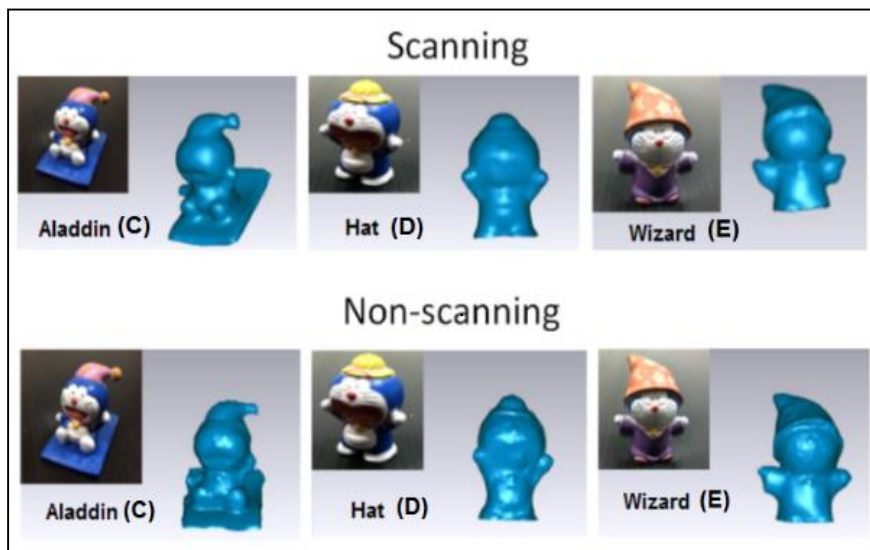 Scanning
Aladdin (C)
Hat (D)
Wizard (E)
Non-scanning
Aladdin (C)
Hat (D)
Wizard (E)